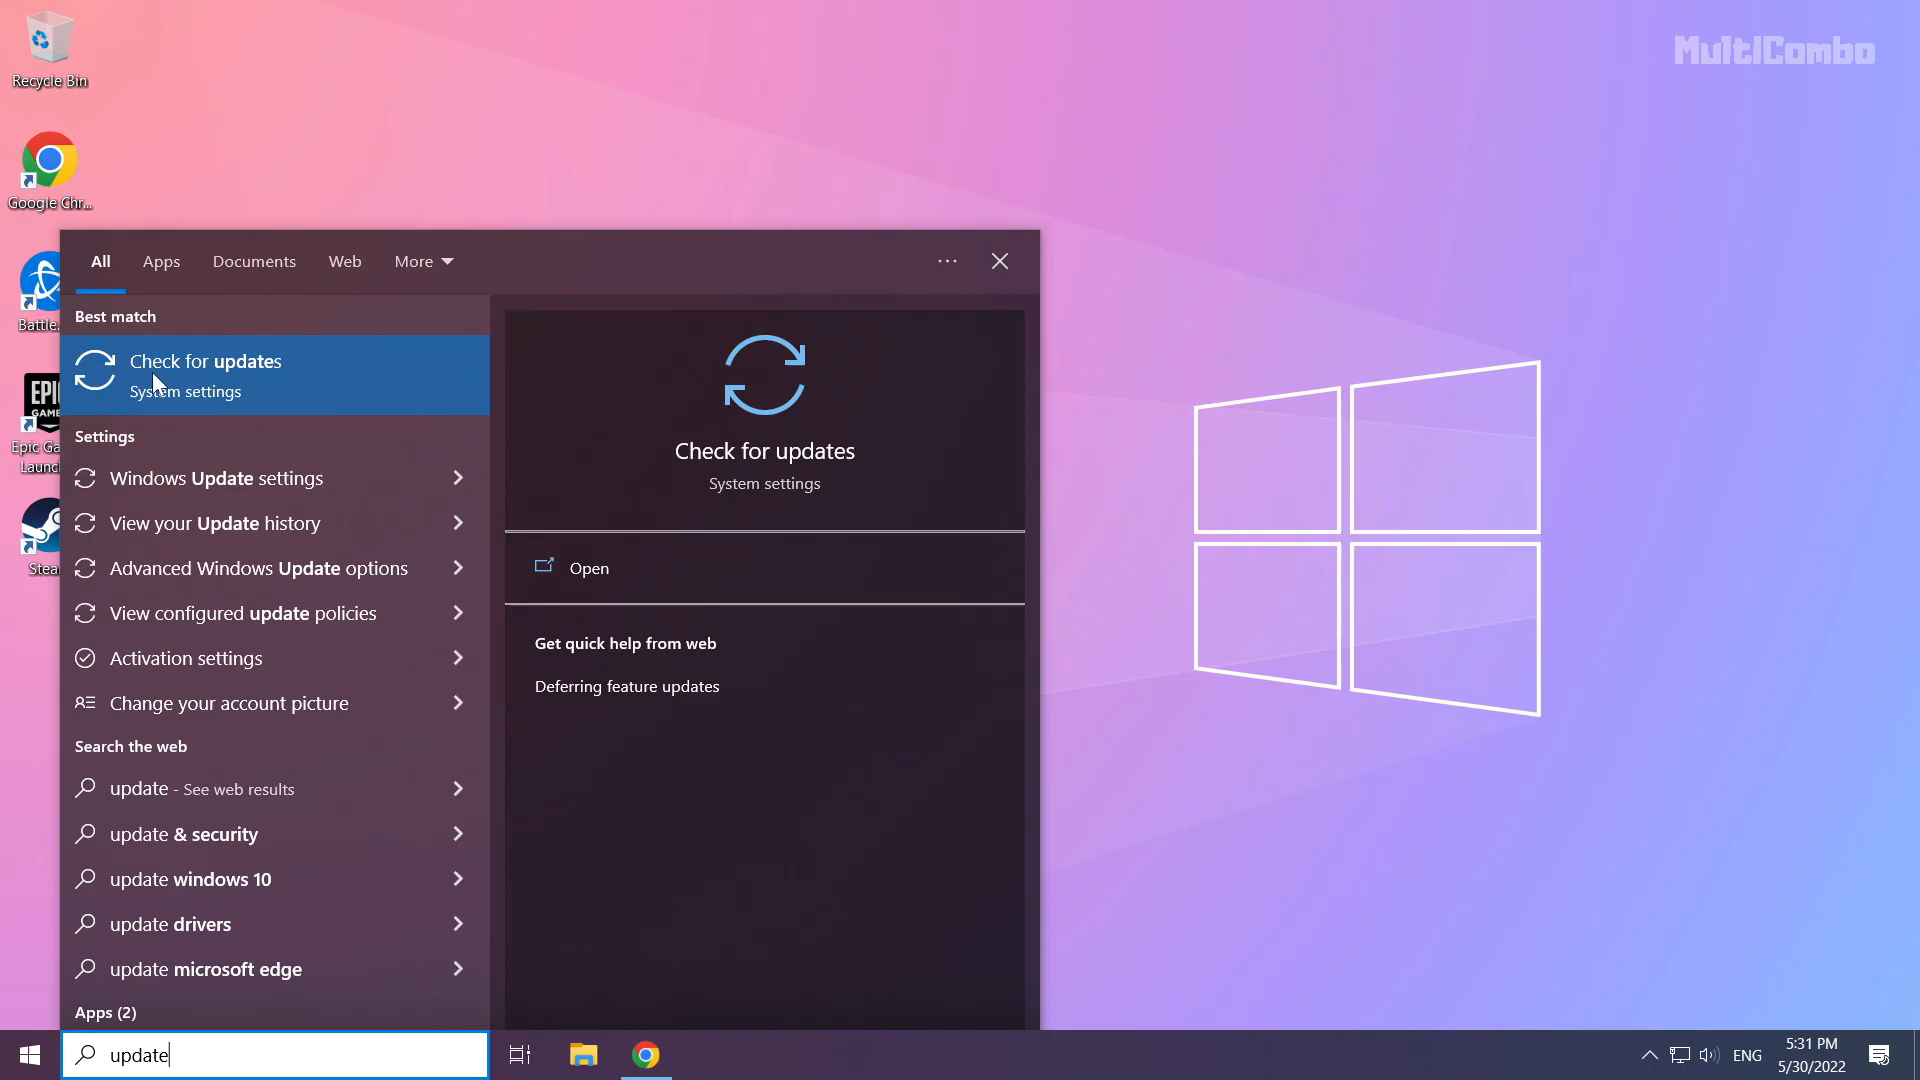 MultiCombo
Recycle Bin
Google Chr...
Battle.
EPIC
GAME
Epic Ga
Launc
Stea
All
Apps
Documents
Web
More
Best match
Check for updates
System settings
Settings
Windows Update settings
View your Update history
Advanced Windows Update options
View configured update policies
Activation settings
Change your account picture
Search the web
update - See web results
update & security
update windows 10
update drivers
update microsoft edge
Apps (2)
Check for updates
System settings
Open
Get quick help from web
Deferring feature updates
update
ENG
5:31 PM
5/30/2022